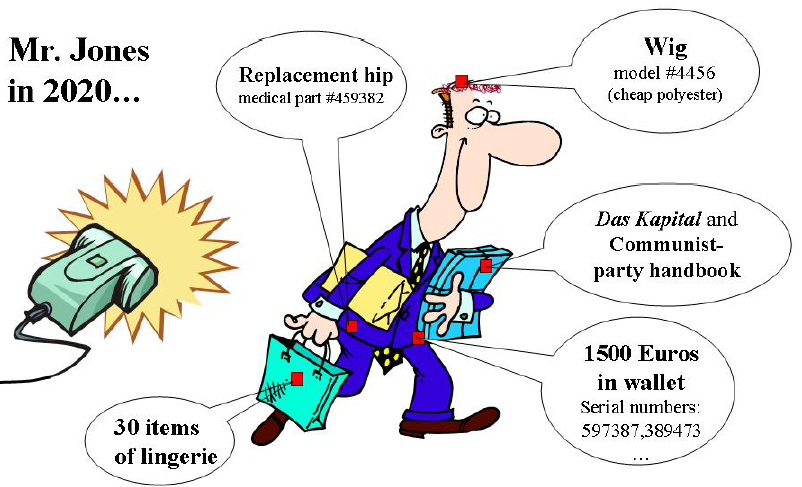 Mr. Jones
in 2020…
Replacement hip
medical part #459382
Wig
model #4456
(cheap polyester)
Das Kapital and
Communist-
party handbook
1500 Euros
in wallet
Serial numbers:
597387,389473
…
30 items
of lingerie